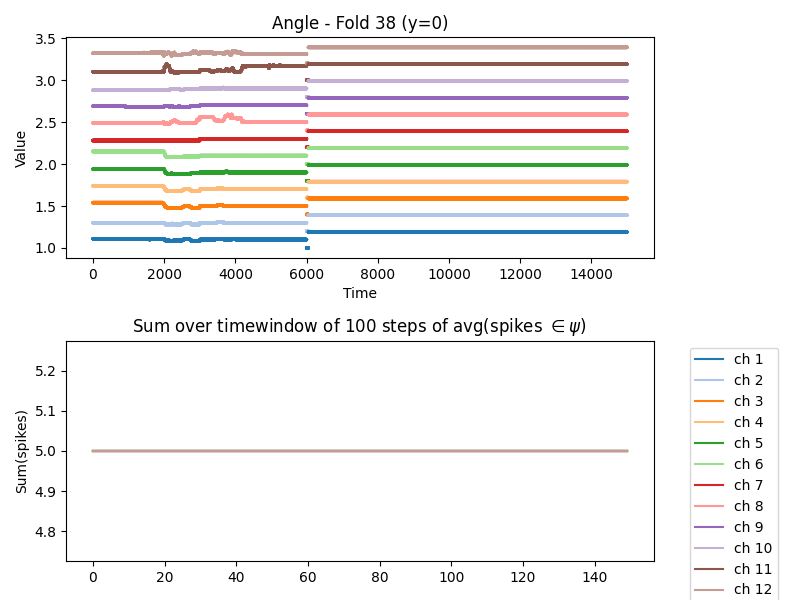 Angle - Fold 38 (y=0)
3.5
3.0
2.5
2.0
1.5
1.0
Value
0 2000 4000 6000 8000 10000 12000 14000
Time
Sum over timewindow of 100 steps of avg(spikes ∈ ψ)
5.2
5.1
5.0
4.9
4.8
Sum(spikes)
0 20 40 60 80 100 120 140
ch 1
ch 2
ch 3
ch 4
ch 5
ch 6
ch 7
ch 8
ch 9
ch 10
ch 11
ch 12